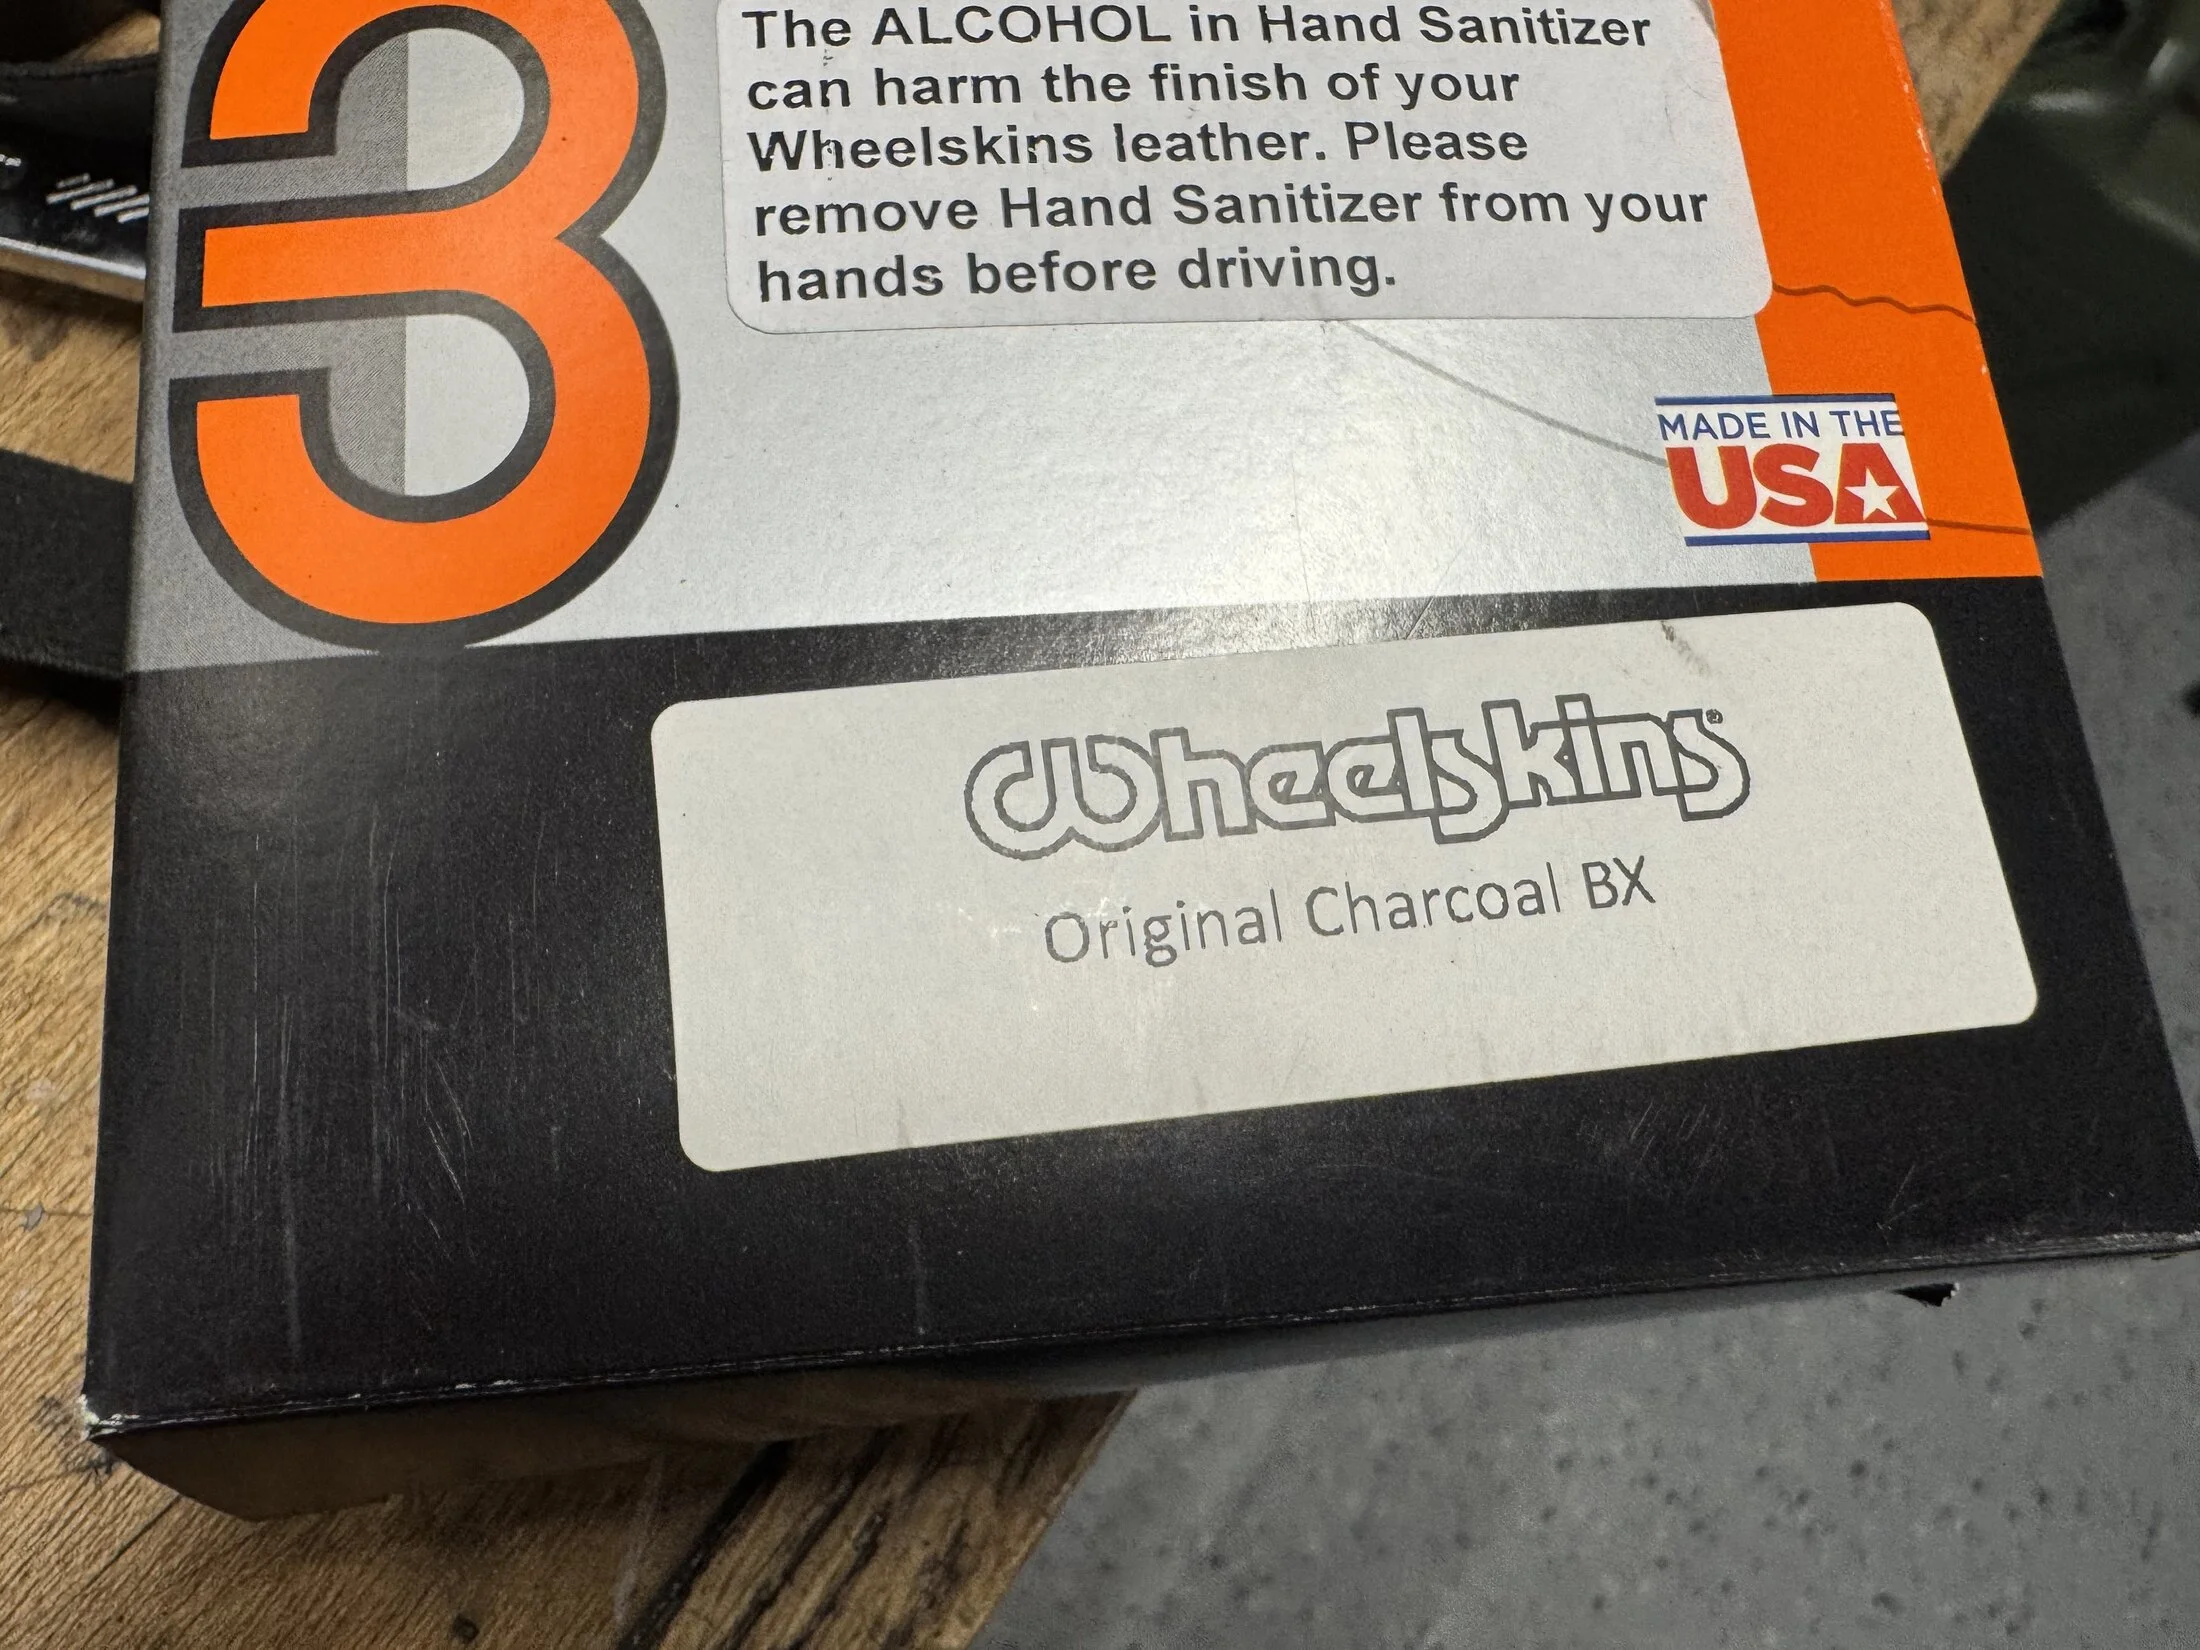 3
The ALCOHOL in Hand Sanitizer
can harm the finish of your
Wheelskins leather. Please
remove Hand Sanitizer from your
hands before driving.
MADE IN THE
USA
Wheelskins®
Original Charcoal BX